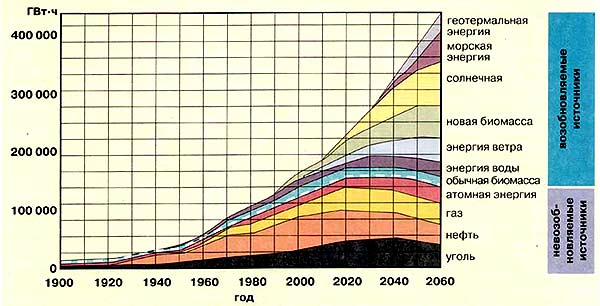 ГВт·ч
400 000
300 000
200 000
100 000
0
1900 1920 1940 1960 1980 2000 2020 2040 2060
год
геотермальная
энергия
морская
энергия
солнечная
новая биомасса
энергия ветра
энергия воды
обычная биомасса
атомная энергия
газ
нефть
уголь
возобновляемые
источники
невозоб-
новляемые
источники